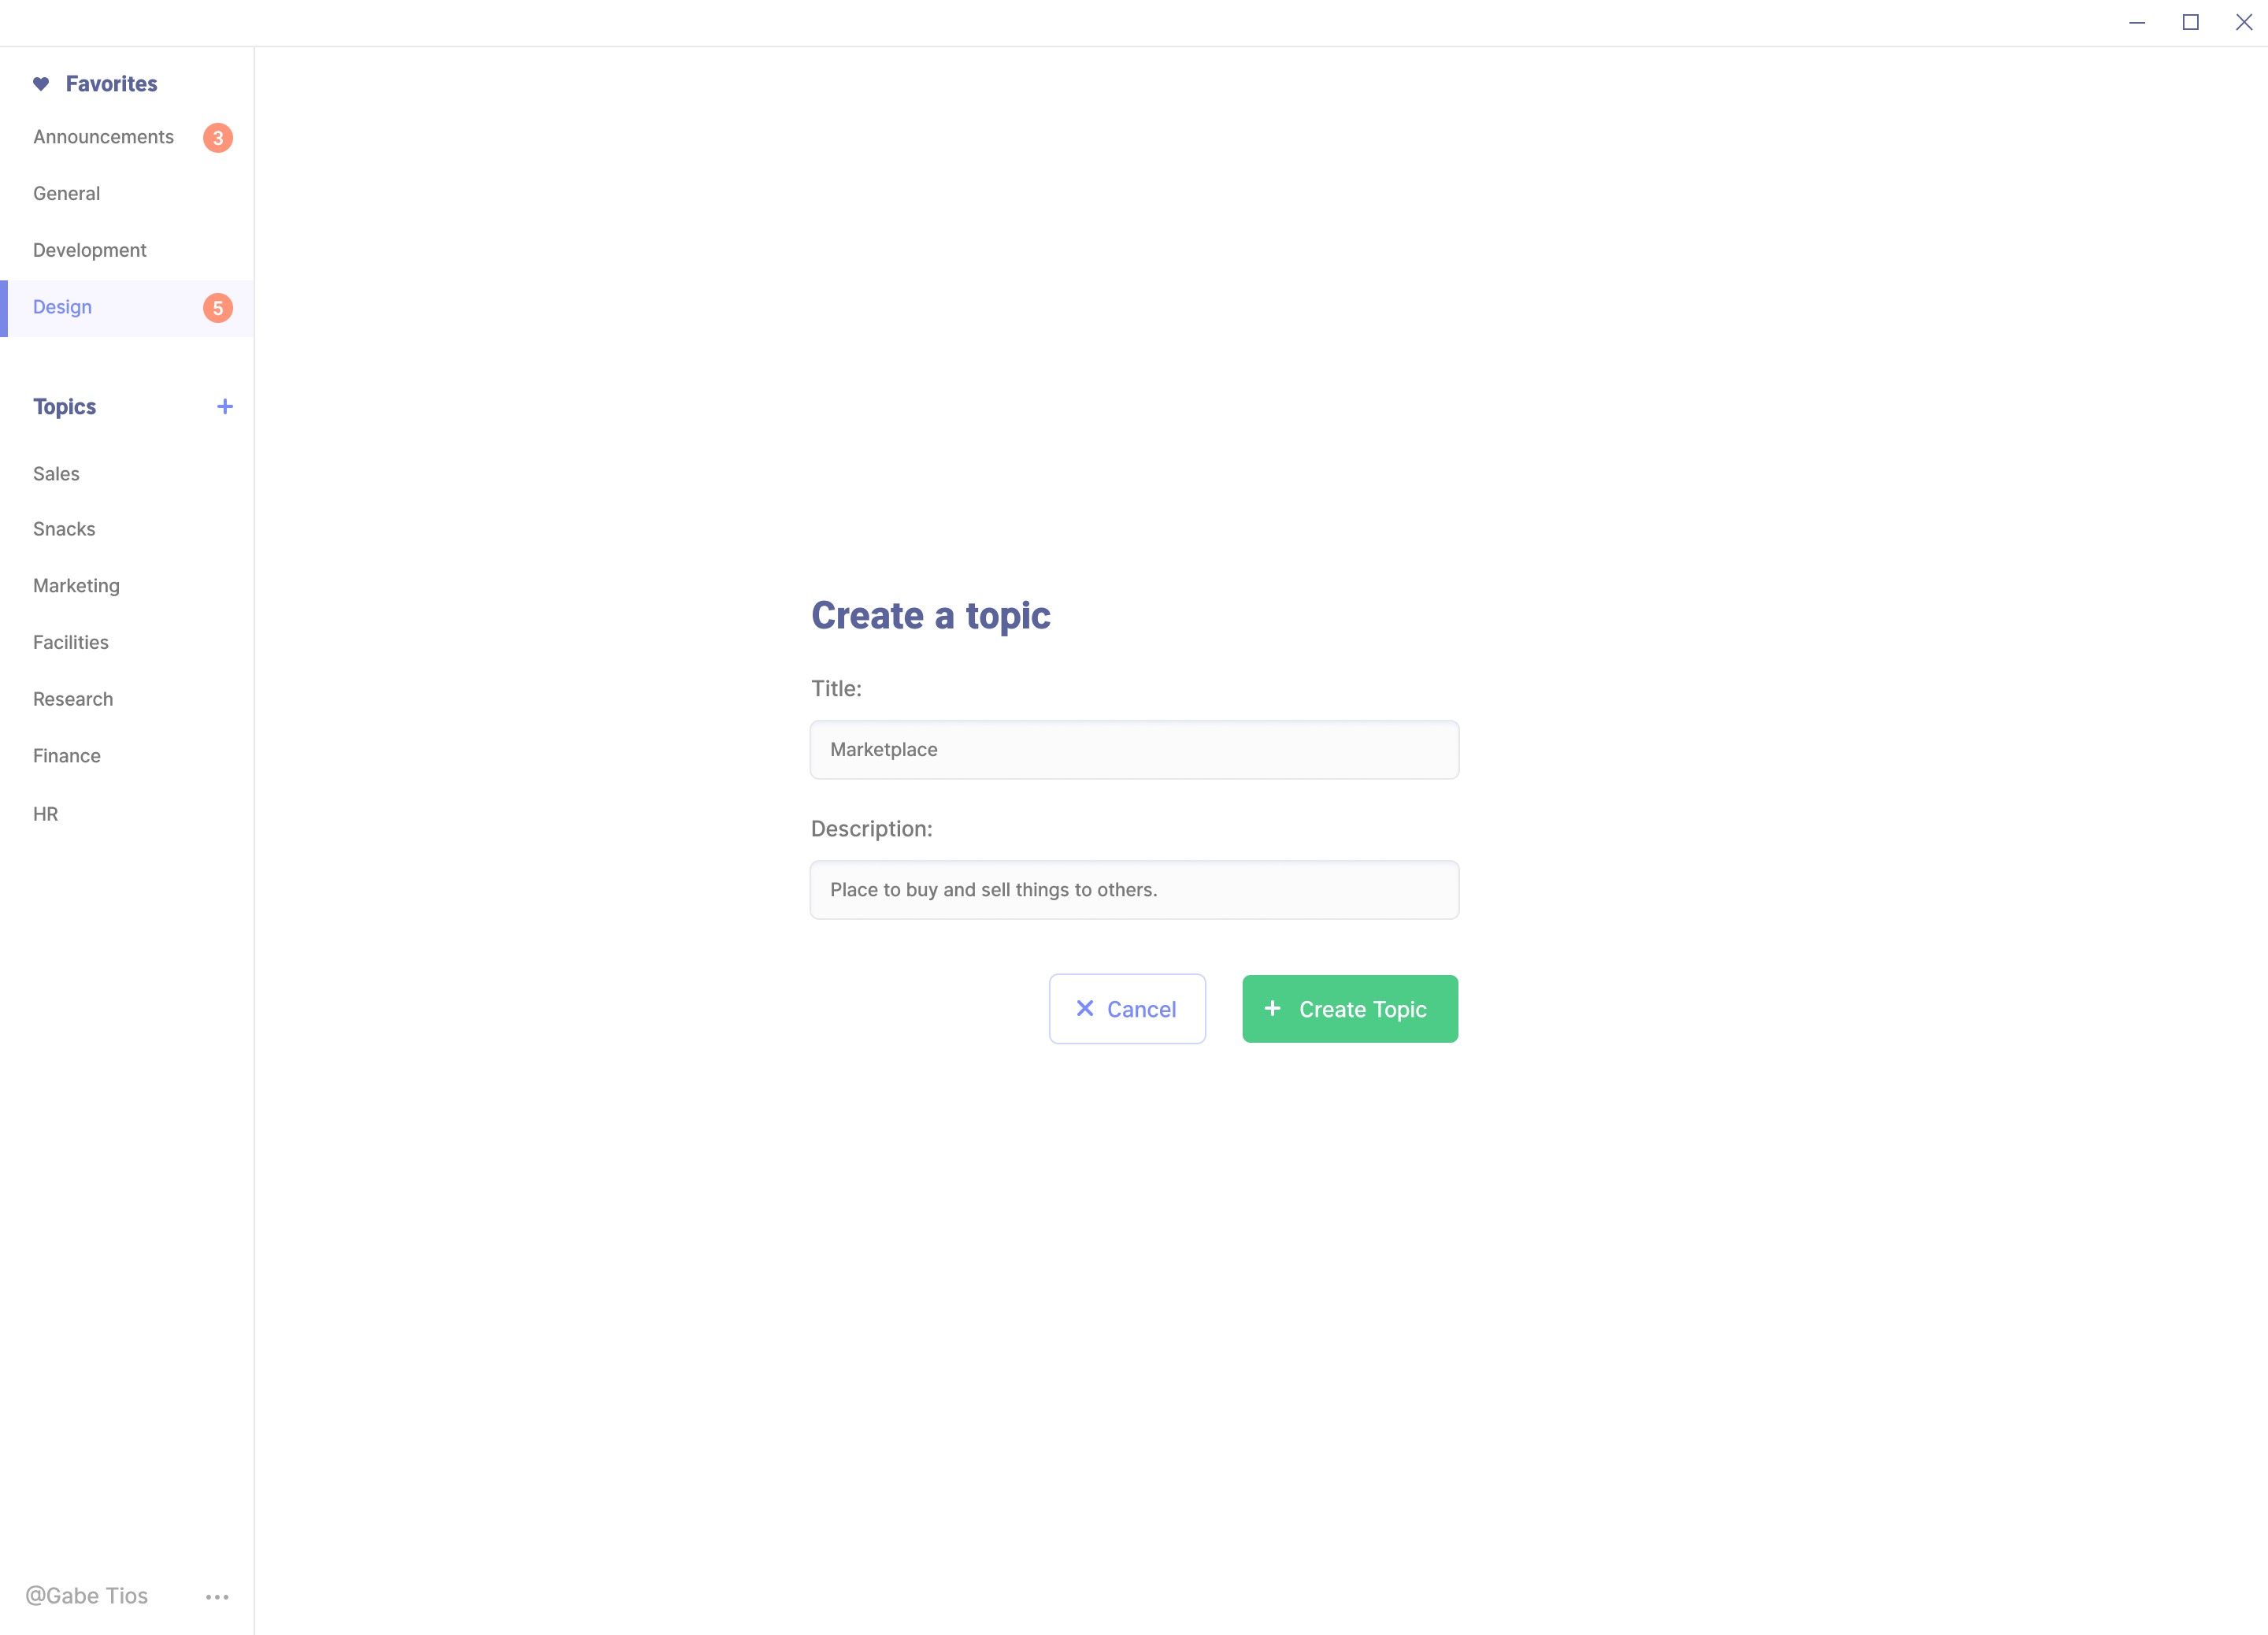 Favorites
Announcements 3
General
Development
Design 5
Topics +
Sales
Snacks
Marketing
Facilities
Research
Finance
HR
@Gabe Tios
Create a topic
Title:
Marketplace
Description:
Place to buy and sell things to others.
Cancel
+ Create Topic